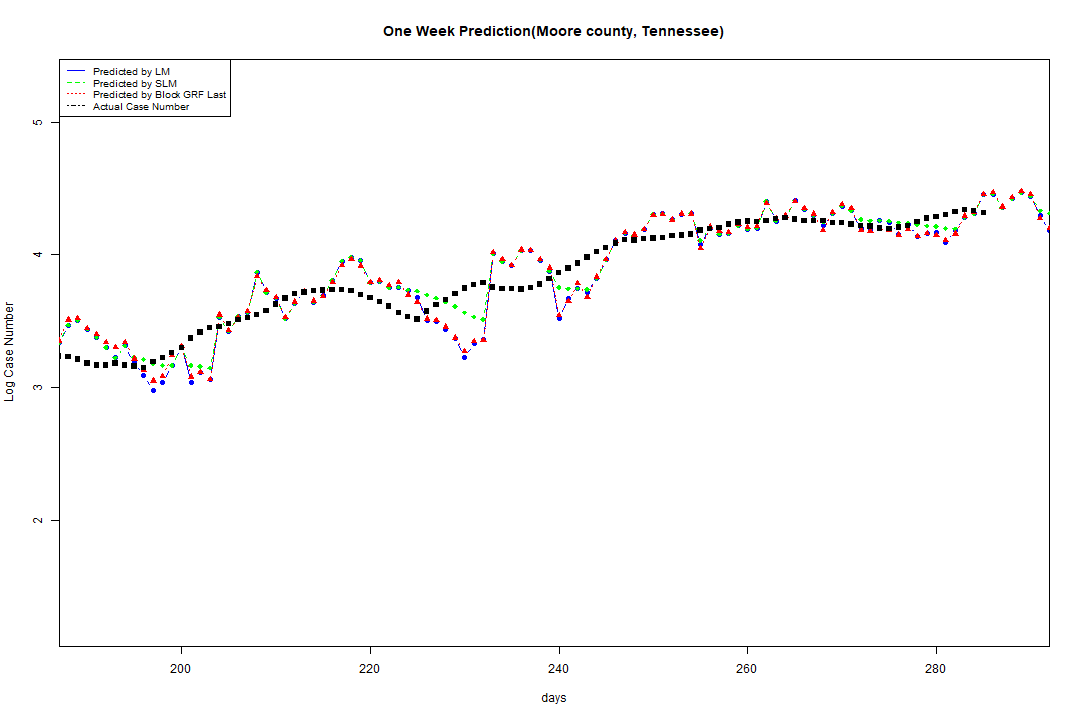 One Week Prediction(Moore county, Tennessee)
Predicted by LM
Predicted by SLM
Predicted by Block GRF Last
Actual Case Number
5
4
3
2
Log Case Number
200 220 240 260 280
days